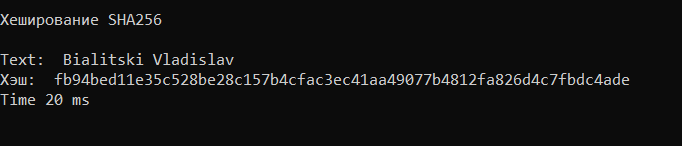 Хеширование SHA256
Text:  Bialitski Vladislav
Хэш:  fb94bed11e35c528be28c157b4cfac3ec41aa49077b4812fa826d4c7fbdc4ade
Time 20 ms